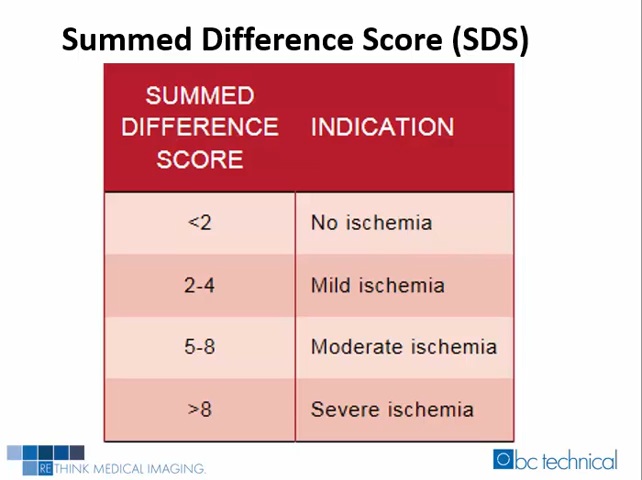 Summed Difference Score (SDS)
SUMMED
DIFFERENCE
SCORE
INDICATION
<2 No ischemia
2-4 Mild ischemia
5-8 Moderate ischemia
>8 Severe ischemia
RETHINK MEDICAL IMAGING.
bc technical